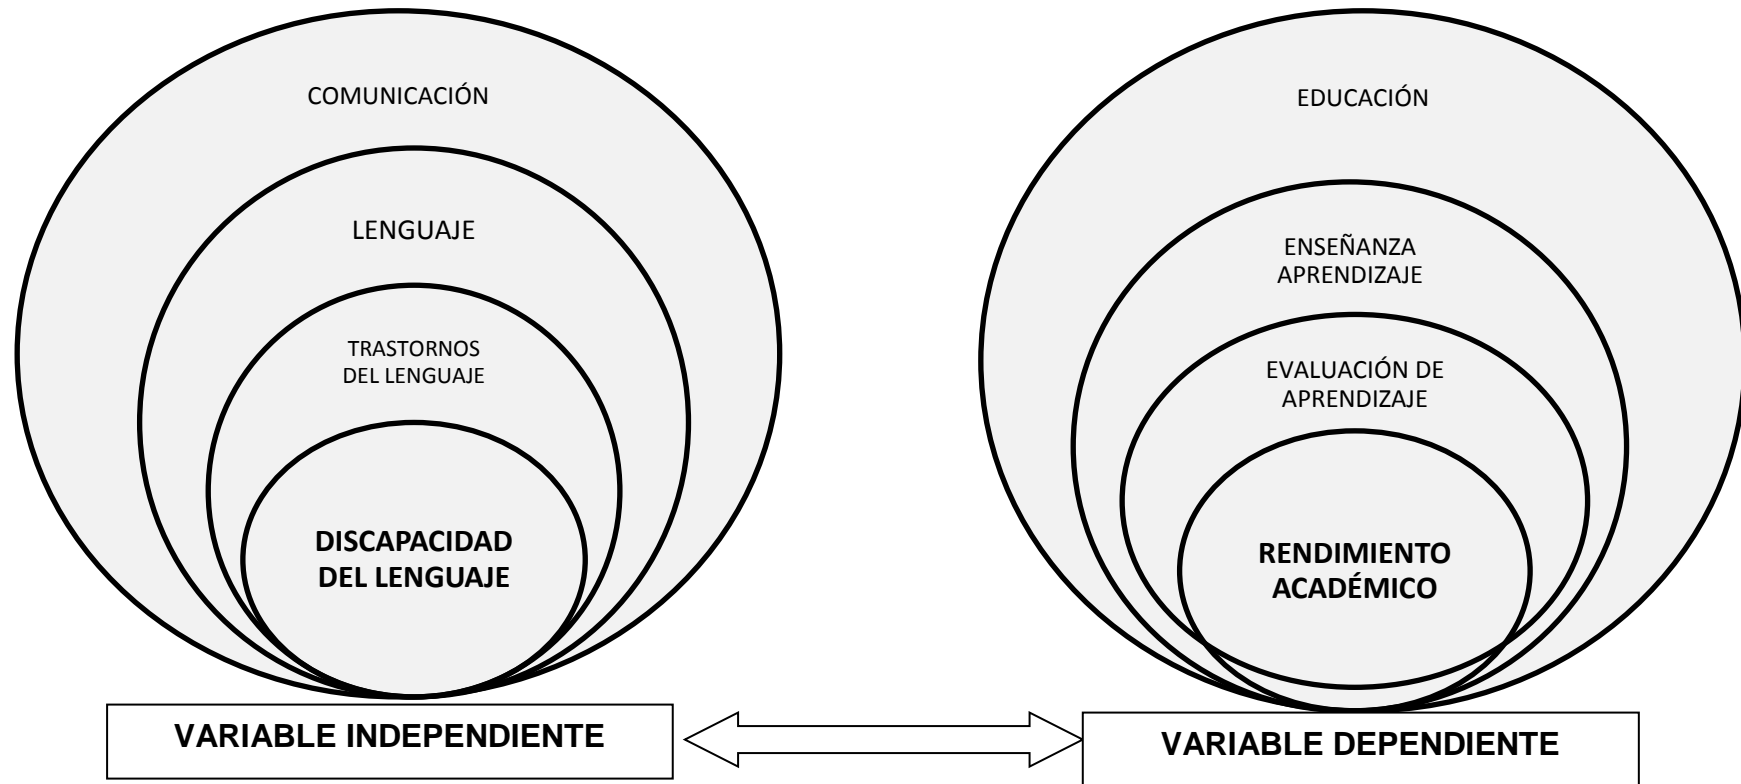 COMUNICACIÓN
LENGUAJE
TRASTORNOS
DEL LENGUAJE
DISCAPACIDAD
DEL LENGUAJE
VARIABLE INDEPENDIENTE
EDUCACIÓN
ENSEÑANZA
APRENDIZAJE
EVALUACIÓN DE
APRENDIZAJE
RENDIMIENTO
ACADÉMICO
VARIABLE DEPENDIENTE